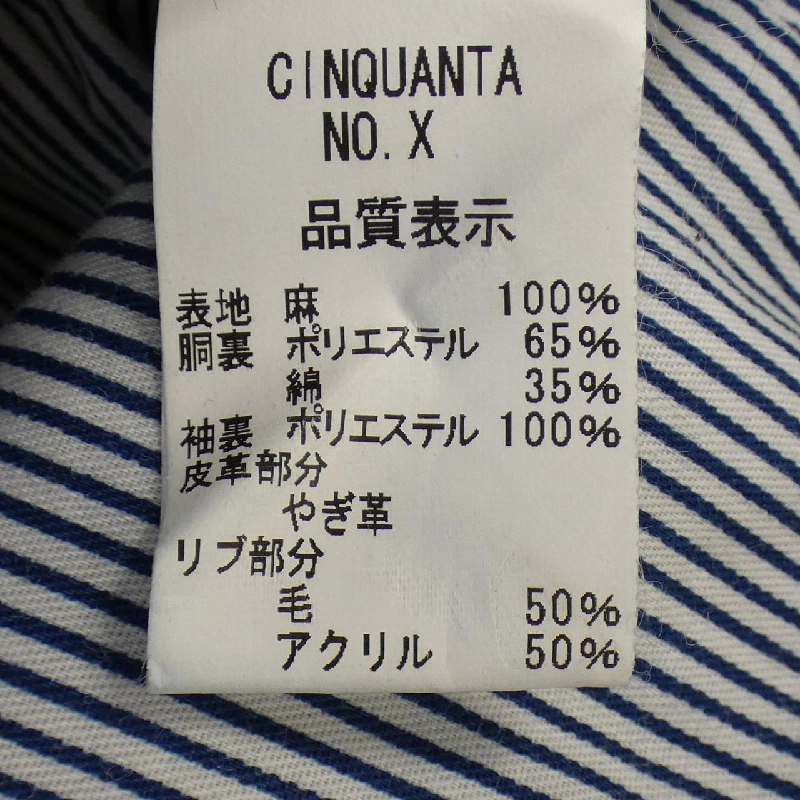 CINQUANTA
NO. X
品質表示
表地 麻 100%
胴裏 ポリエステル 65%
綿 35%
袖裏 ポリエステル 100%
皮革部分
やぎ革
リブ部分
毛 50%
アクリル 50%